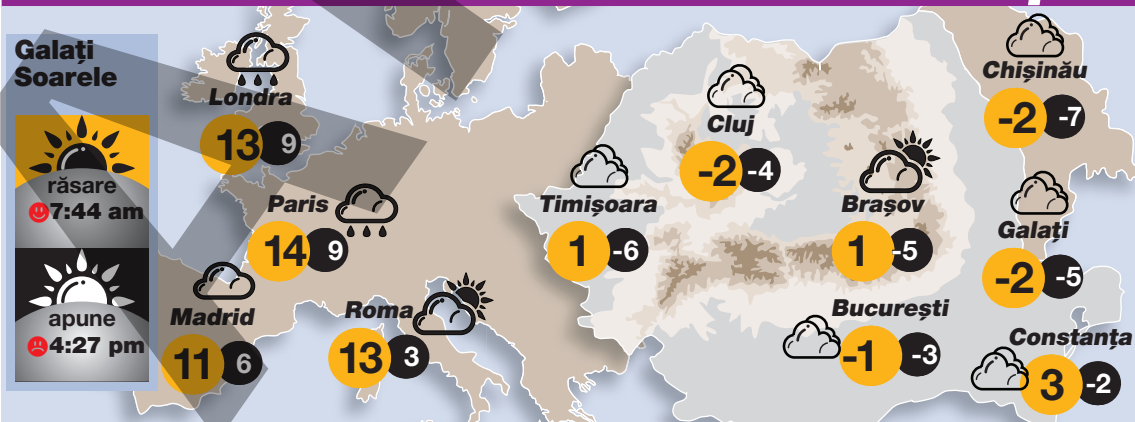 Galați
Soarele
răsare
7:44 am
apune
4:27 pm
Londra
13 9
Paris
14 9
Madrid
11 6
Roma
13 3
Timișoara
1 -6
Cluj
-2 -4
Brașov
1 -5
București
-1 -3
Chișinău
-2 -7
Galați
-2 -5
Constanța
3 -2